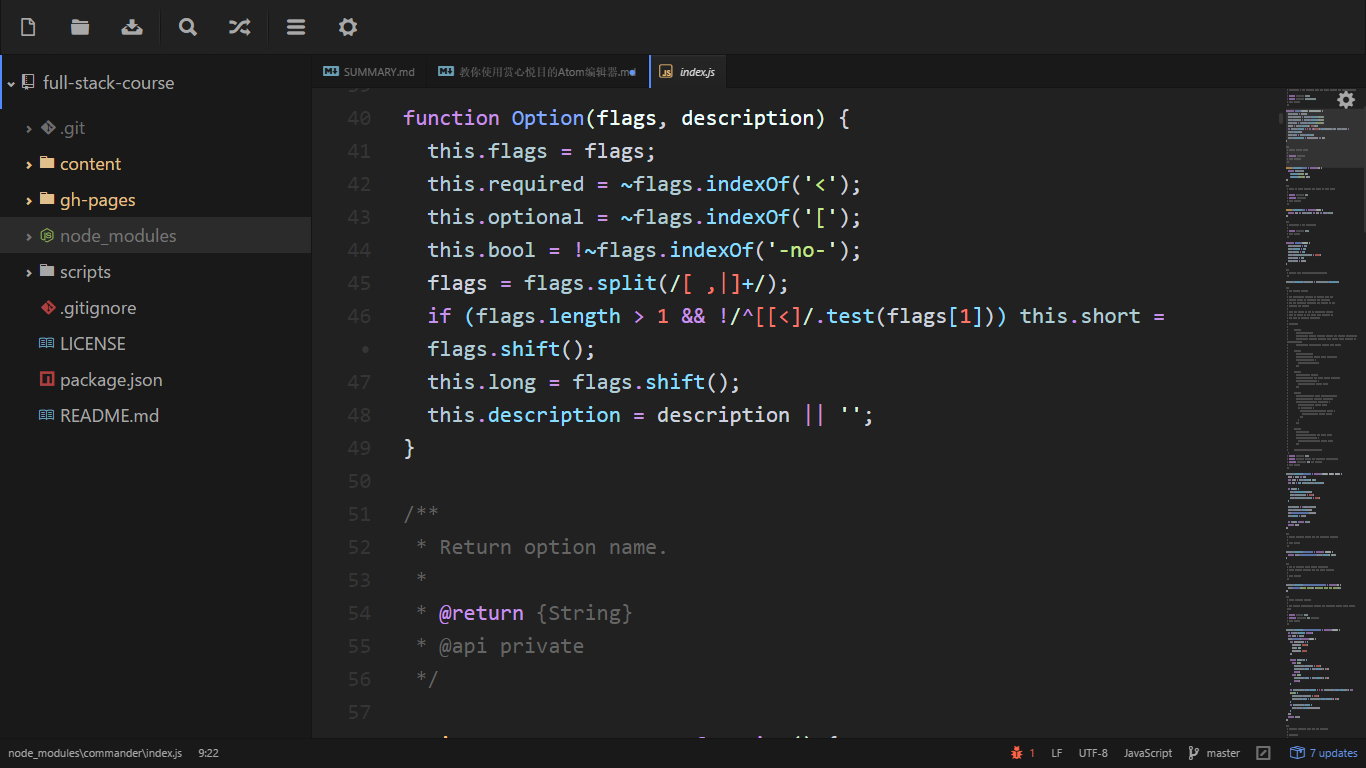 full-stack-course
.git
content
gh-pages
node_modules
scripts
.gitignore
LICENSE
package.json
README.md
SUMMARY.md
教你使用赏心悦目的Atom编辑器.md
index.js
40 function Option(flags, description) {
41 this.flags = flags;
42 this.required = ~flags.indexOf('<');
43 this.optional = ~flags.indexOf('[');
44 this.bool = !~flags.indexOf('-no-');
45 flags = flags.split(/[ ,|]+/);
46 if (flags.length > 1 && !/^[[<]/.test(flags[1])) this.short =
• flags.shift();
47 this.long = flags.shift();
48 this.description = description || '';
49 }
50
51 /**
52 * Return option name.
53 *
54 * @return {String}
55 * @api private
56 */
57
node_modules\commander\index.js 9:22
1 LF UTF-8 JavaScript master 7 updates